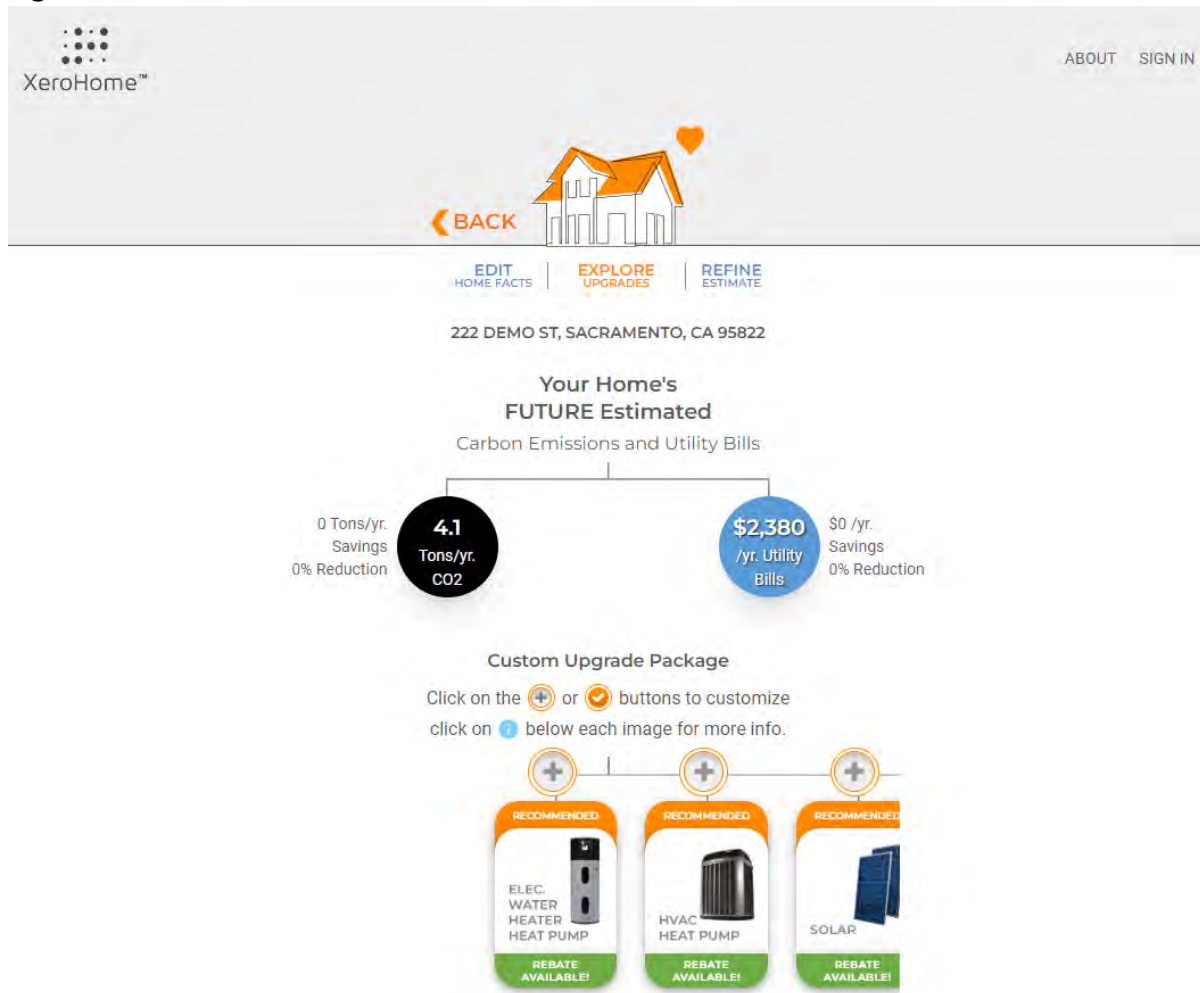 XeroHome™
ABOUT SIGN IN
BACK
EDIT
HOME FACTS
EXPLORE
UPGRADES
REFINE
ESTIMATE
222 DEMO ST, SACRAMENTO, CA 95822
Your Home's
FUTURE Estimated
Carbon Emissions and Utility Bills
0 Tons/yr.
Savings
0% Reduction
4.1
Tons/yr.
CO2
$2,380
/yr. Utility
Bills
$0 /yr.
Savings
0% Reduction
Custom Upgrade Package
Click on the or buttons to customize
click on below each image for more info.
RECOMMENDED
ELEC.
WATER
HEATER
HEAT PUMP
REBATE
AVAILABLE!
RECOMMENDED
HVAC
HEAT PUMP
REBATE
AVAILABLE!
RECOMMENDED
SOLAR
REBATE
AVAILABLE!